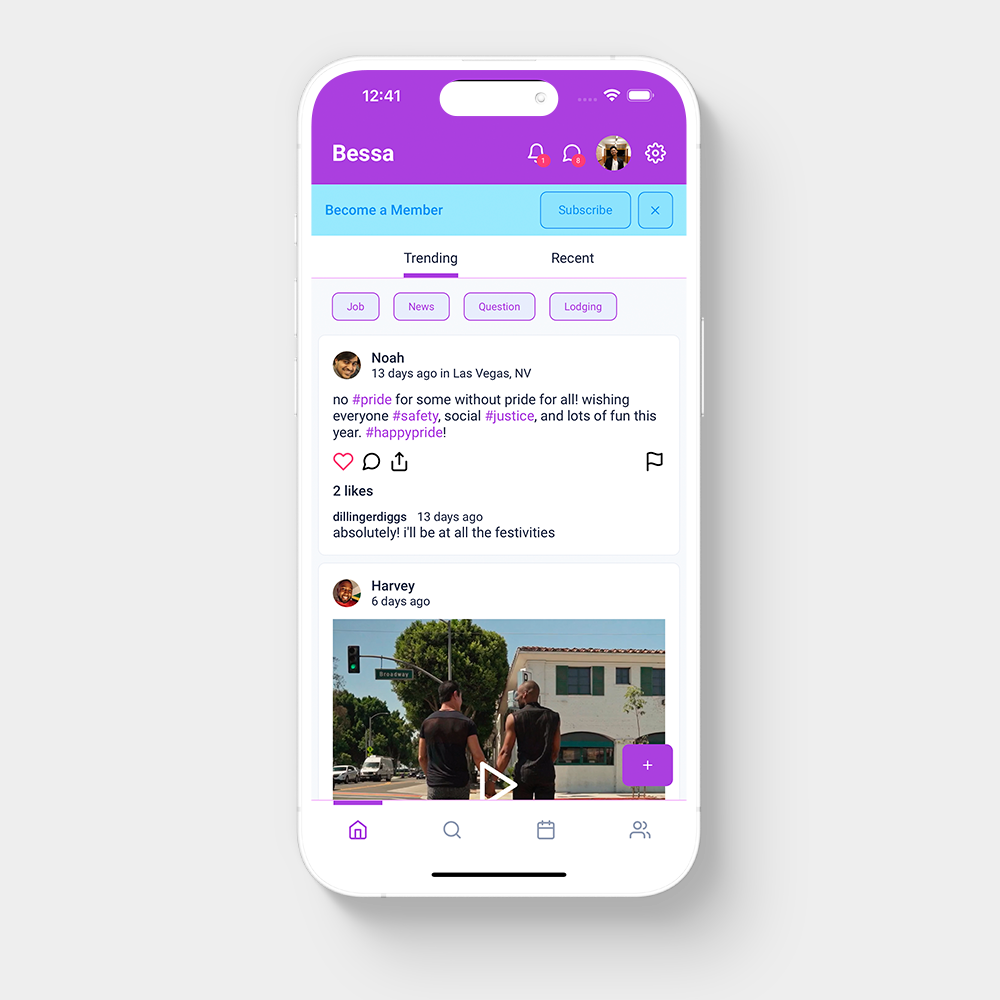 12:41
Bessa
1
8
Become a Member
Subscribe
Trending
Recent
Job
News
Question
Lodging
Noah
13 days ago in Las Vegas, NV
no #pride for some without pride for all! wishing
everyone #safety, social #justice, and lots of fun this
year. #happypride!
2 likes
dillingerdiggs 13 days ago
absolutely! i'll be at all the festivities
Harvey
6 days ago
Broadway